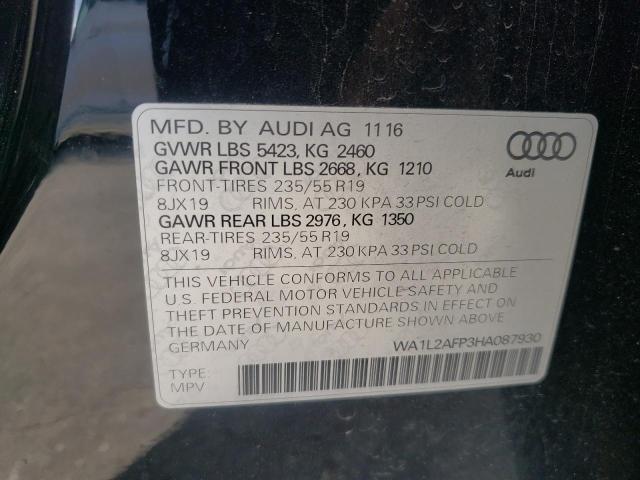 MFD. BY AUDI AG 11 16
GVWR LBS 5423, KG 2460
GAWR FRONT LBS 2668, KG 1210
FRONT-TIRES 235/55 R19
8JX19 RIMS, AT 230 KPA 33 PSI COLD
GAWR REAR LBS 2976, KG 1350
REAR-TIRES 235/55 R19
8JX19 RIMS, AT 230 KPA 33 PSI COLD
THIS VEHICLE CONFORMS TO ALL APPLICABLE
U.S. FEDERAL MOTOR VEHICLE SAFETY AND
THEFT PREVENTION STANDARDS IN EFFECT ON
THE DATE OF MANUFACTURE SHOWN ABOVE.
GERMANY
WA1L2AFP3HA087930
TYPE:
MPV
Audi